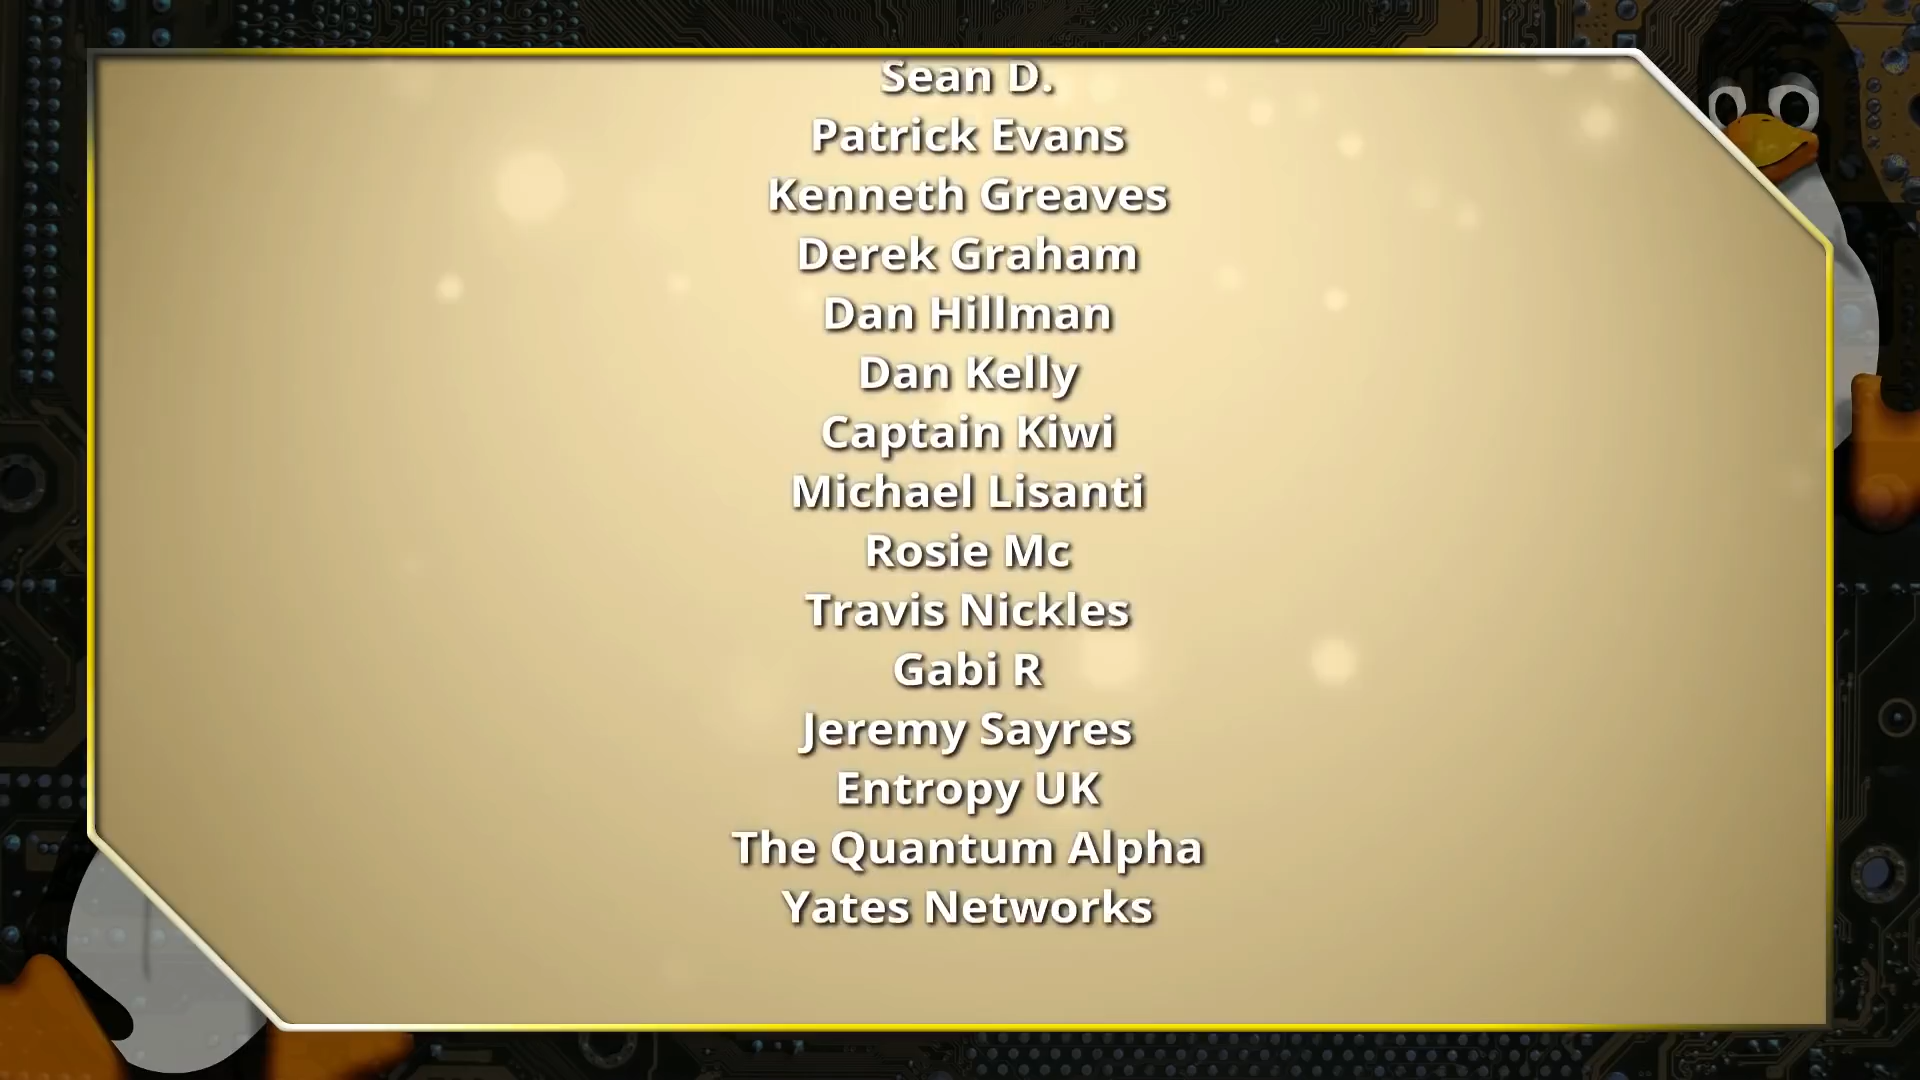 Sean D.
Patrick Evans
Kenneth Greaves
Derek Graham
Dan Hillman
Dan Kelly
Captain Kiwi
Michael Lisanti
Rosie Mc
Travis Nickles
Gabi R
Jeremy Sayres
Entropy UK
The Quantum Alpha
Yates Networks